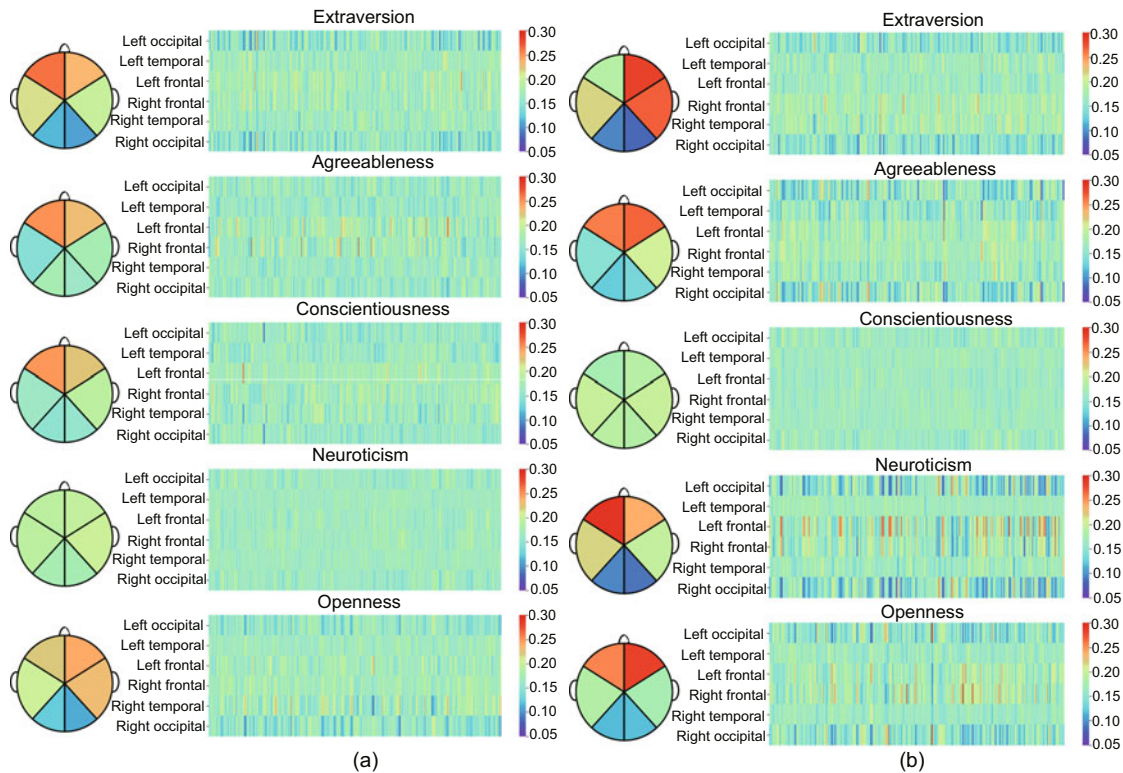 Extraversion
Left occipital
Left temporal
Left frontal
Right frontal
Right temporal
Right occipital
0.30
0.25
0.20
0.15
0.10
0.05
Agreeableness
Left occipital
Left temporal
Left frontal
Right frontal
Right temporal
Right occipital
0.30
0.25
0.20
0.15
0.10
0.05
Conscientiousness
Left occipital
Left temporal
Left frontal
Right frontal
Right temporal
Right occipital
0.30
0.25
0.20
0.15
0.10
0.05
Neuroticism
Left occipital
Left temporal
Left frontal
Right frontal
Right temporal
Right occipital
0.30
0.25
0.20
0.15
0.10
0.05
Openness
Left occipital
Left temporal
Left frontal
Right frontal
Right temporal
Right occipital
0.30
0.25
0.20
0.15
0.10
0.05
(a)
Extraversion
Left occipital
Left temporal
Left frontal
Right frontal
Right temporal
Right occipital
0.30
0.25
0.20
0.15
0.10
0.05
Agreeableness
Left occipital
Left temporal
Left frontal
Right frontal
Right temporal
Right occipital
0.30
0.25
0.20
0.15
0.10
0.05
Conscientiousness
Left occipital
Left temporal
Left frontal
Right frontal
Right temporal
Right occipital
0.30
0.25
0.20
0.15
0.10
0.05
Neuroticism
Left occipital
Left temporal
Left frontal
Right frontal
Right temporal
Right occipital
0.30
0.25
0.20
0.15
0.10
0.05
Openness
Left occipital
Left temporal
Left frontal
Right frontal
Right temporal
Right occipital
0.30
0.25
0.20
0.15
0.10
0.05
(b)